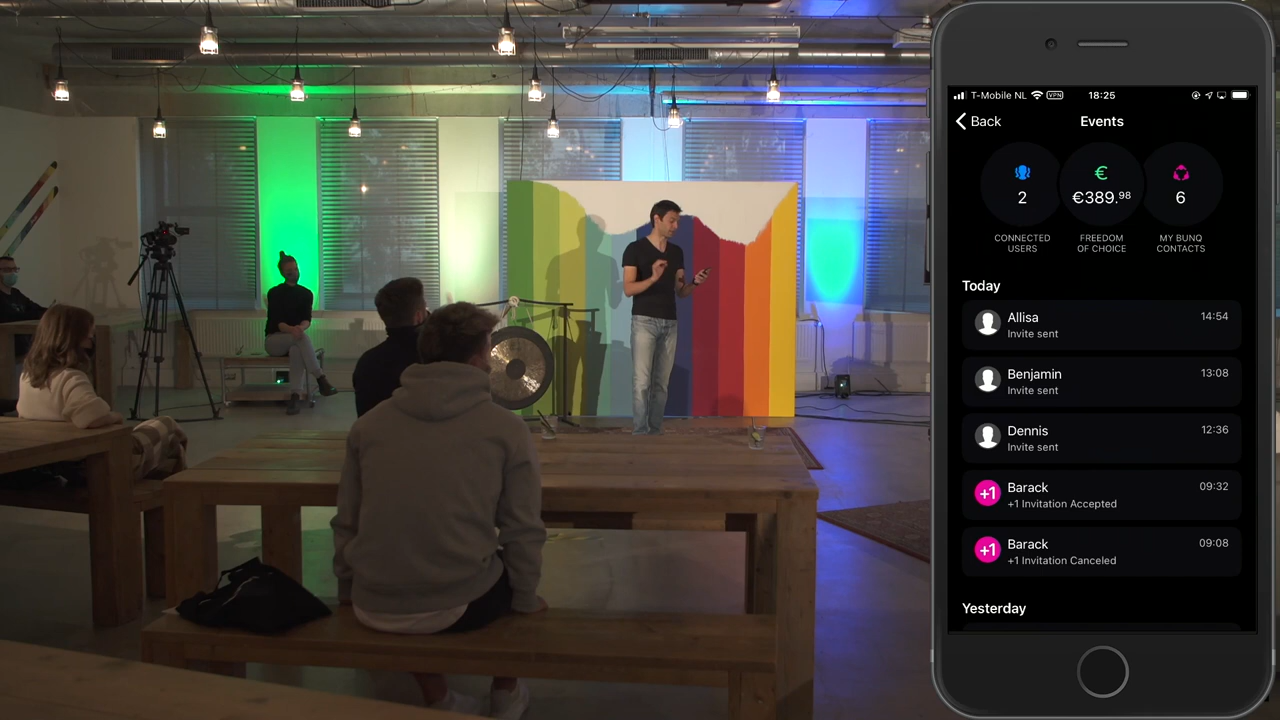 T-Mobile NL VPN 18:25
Back Events
2 €389.98 6
CONNECTED USERS FREEDOM OF CHOICE MY BUNQ CONTACTS
Today
Allisa 14:54
Invite sent
Benjamin 13:08
Invite sent
Dennis 12:36
Invite sent
+1 Barack 09:32
+1 Invitation Accepted
+1 Barack 09:08
+1 Invitation Canceled
Yesterday